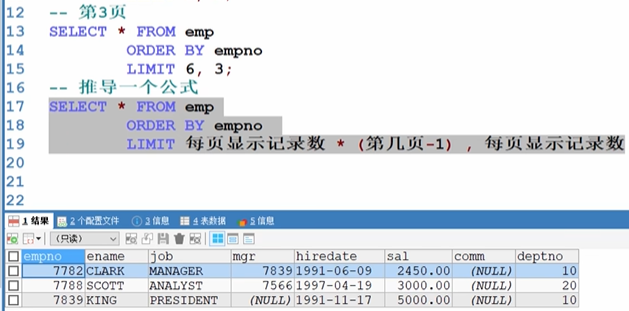 12 -- 第3页
13 SELECT * FROM emp
14 ORDER BY empno
15 LIMIT 6, 3;
16 -- 推导一个公式
17 SELECT * FROM emp
18 ORDER BY empno
19 LIMIT 每页显示记录数 * (第几页-1) , 每页显示记录数
20
21
22
1 结果 2 个配置文件 3 信息 4 表数据 5 信息
(只读)
empno ename job mgr hiredate sal comm deptno
7782 CLARK MANAGER 7839 1991-06-09 2450.00 (NULL) 10
7788 SCOTT ANALYST 7566 1997-04-19 3000.00 (NULL) 20
7839 KING PRESIDENT (NULL) 1991-11-17 5000.00 (NULL) 10